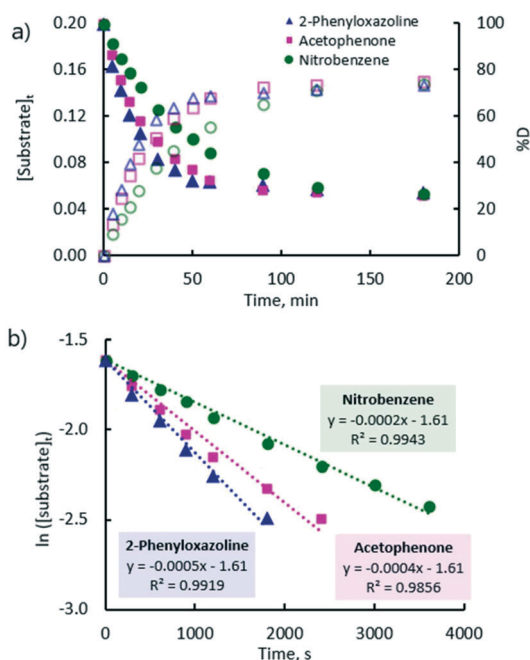 a)
2-Phenyloxazoline
Acetophenone
Nitrobenzene
0.20
0.16
0.12
0.08
0.04
0.00
[Substrate]t
100
80
60
40
20
0
%D
0 50 100 150 200
Time, min
b)
-1.5
-2.0
-2.5
-3.0
ln ([substrate]t)
Nitrobenzene
y = -0.0002x - 1.61
R² = 0.9943
2-Phenyloxazoline
y = -0.0005x - 1.61
R² = 0.9919
Acetophenone
y = -0.0004x - 1.61
R² = 0.9856
0 1000 2000 3000 4000
Time, s